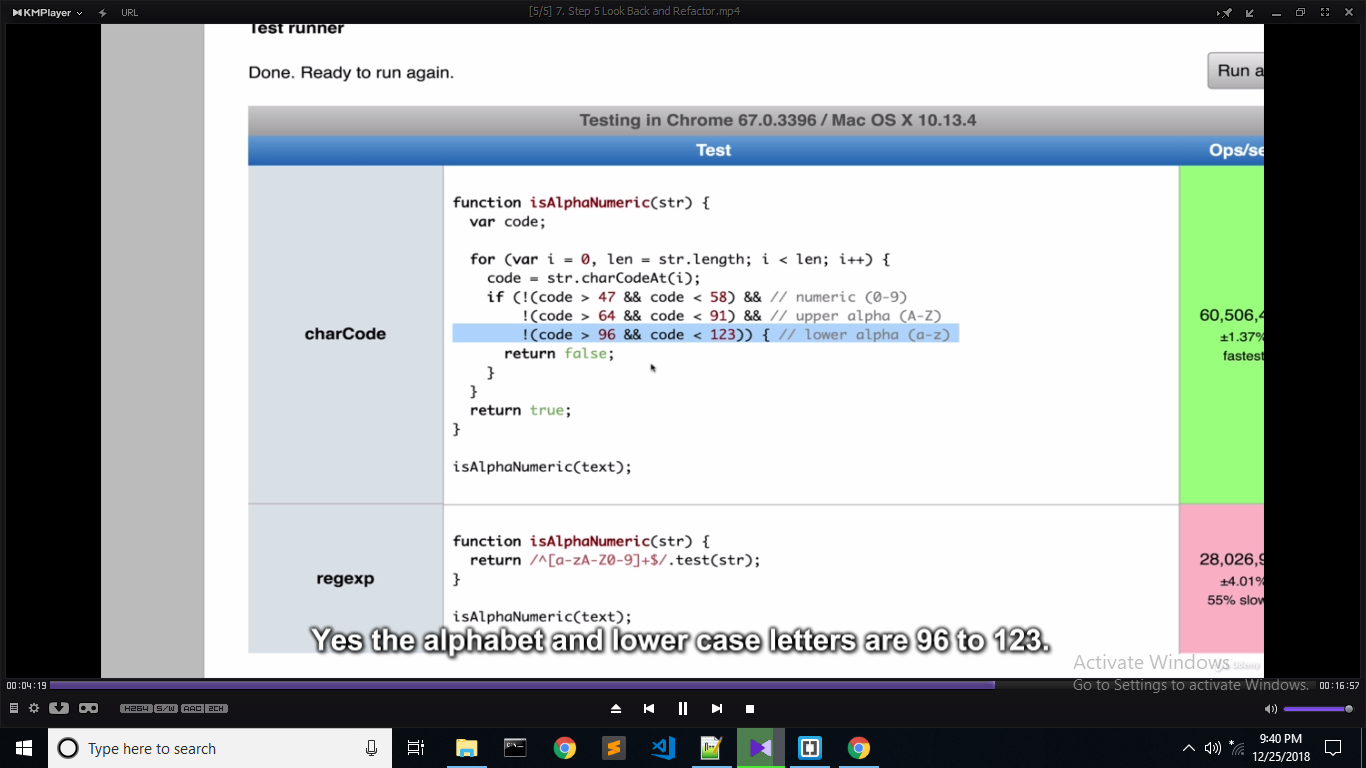 KMPlayer URL [5/5] 7. Step 5 Look Back and Refactor.mp4
Test runner
Done. Ready to run again.
Run a
Testing in Chrome 67.0.3396 / Mac OS X 10.13.4
Test Ops/se
charCode
function isAlphaNumeric(str) {
var code;
for (var i = 0, len = str.length; i < len; i++) {
code = str.charCodeAt(i);
if (!(code > 47 && code < 58) && // numeric (0-9)
!(code > 64 && code < 91) && // upper alpha (A-Z)
!(code > 96 && code < 123)) { // lower alpha (a-z)
return false;
}
}
return true;
}
isAlphaNumeric(text);
60,506,4
±1.37%
fastest
regexp
function isAlphaNumeric(str) {
return /^[a-zA-Z0-9]+$/.test(str);
}
isAlphaNumeric(text);
28,026,9
±4.01%
55% slow
Yes the alphabet and lower case letters are 96 to 123.
Activate Windows
Go to Settings to activate Windows.
Udemy
00:04:19 00:16:57
H264 S/W AAC 2CH
Type here to search
9:40 PM
12/25/2018